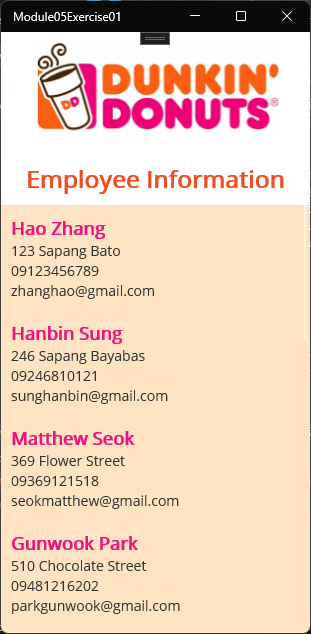 Module05Exercise01
DUNKIN'
DONUTS®
DD
Employee Information
Hao Zhang
123 Sapang Bato
09123456789
zhanghao@gmail.com
Hanbin Sung
246 Sapang Bayabas
09246810121
sunghanbin@gmail.com
Matthew Seok
369 Flower Street
09369121518
seokmatthew@gmail.com
Gunwook Park
510 Chocolate Street
09481216202
parkgunwook@gmail.com